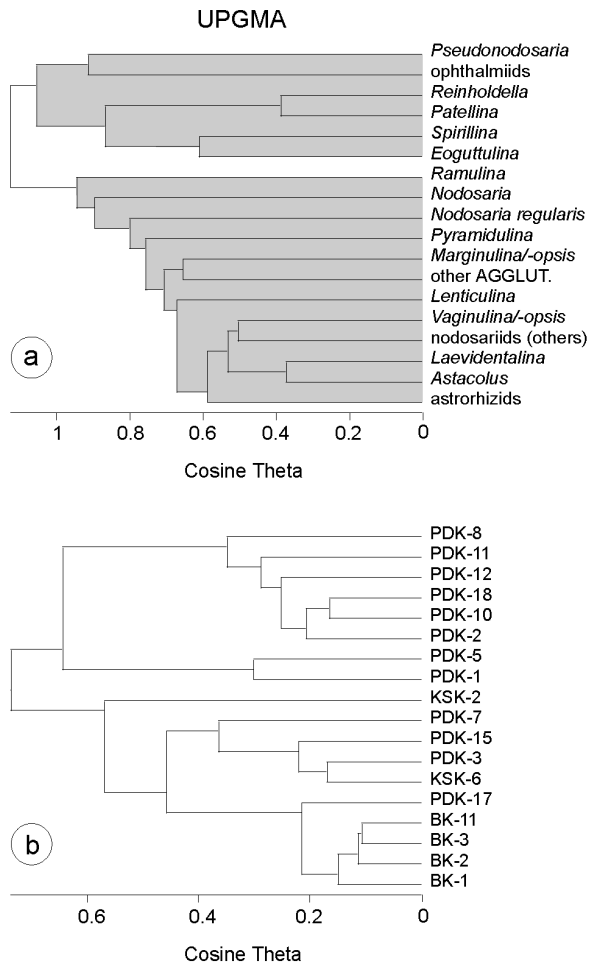 UPGMA
Pseudonodosaria
ophthalmiids
Reinholdella
Patellina
Spirillina
Eoguttulina
Ramulina
Nodosaria
Nodosaria regularis
Pyramidulina
Marginulina/-opsis
other AGGLUT.
Lenticulina
Vaginulina/-opsis
nodosariids (others)
Laevidentalina
Astacolus
astrorhizids
a
1 0.8 0.6 0.4 0.2 0
Cosine Theta
PDK-8
PDK-11
PDK-12
PDK-18
PDK-10
PDK-2
PDK-5
PDK-1
KSK-2
PDK-7
PDK-15
PDK-3
KSK-6
PDK-17
BK-11
BK-3
BK-2
BK-1
b
0.6 0.4 0.2 0
Cosine Theta